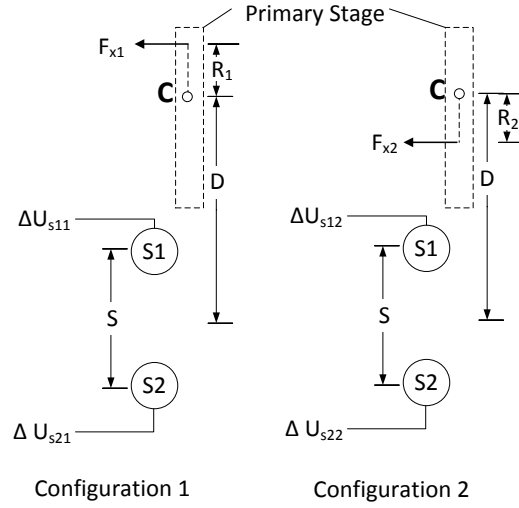 Primary Stage
Fx1
R1
C
D
ΔUs11
S1
S
S2
Δ Us21
Configuration 1
C
R2
Fx2
D
ΔUs12
S1
S
S2
Δ Us22
Configuration 2